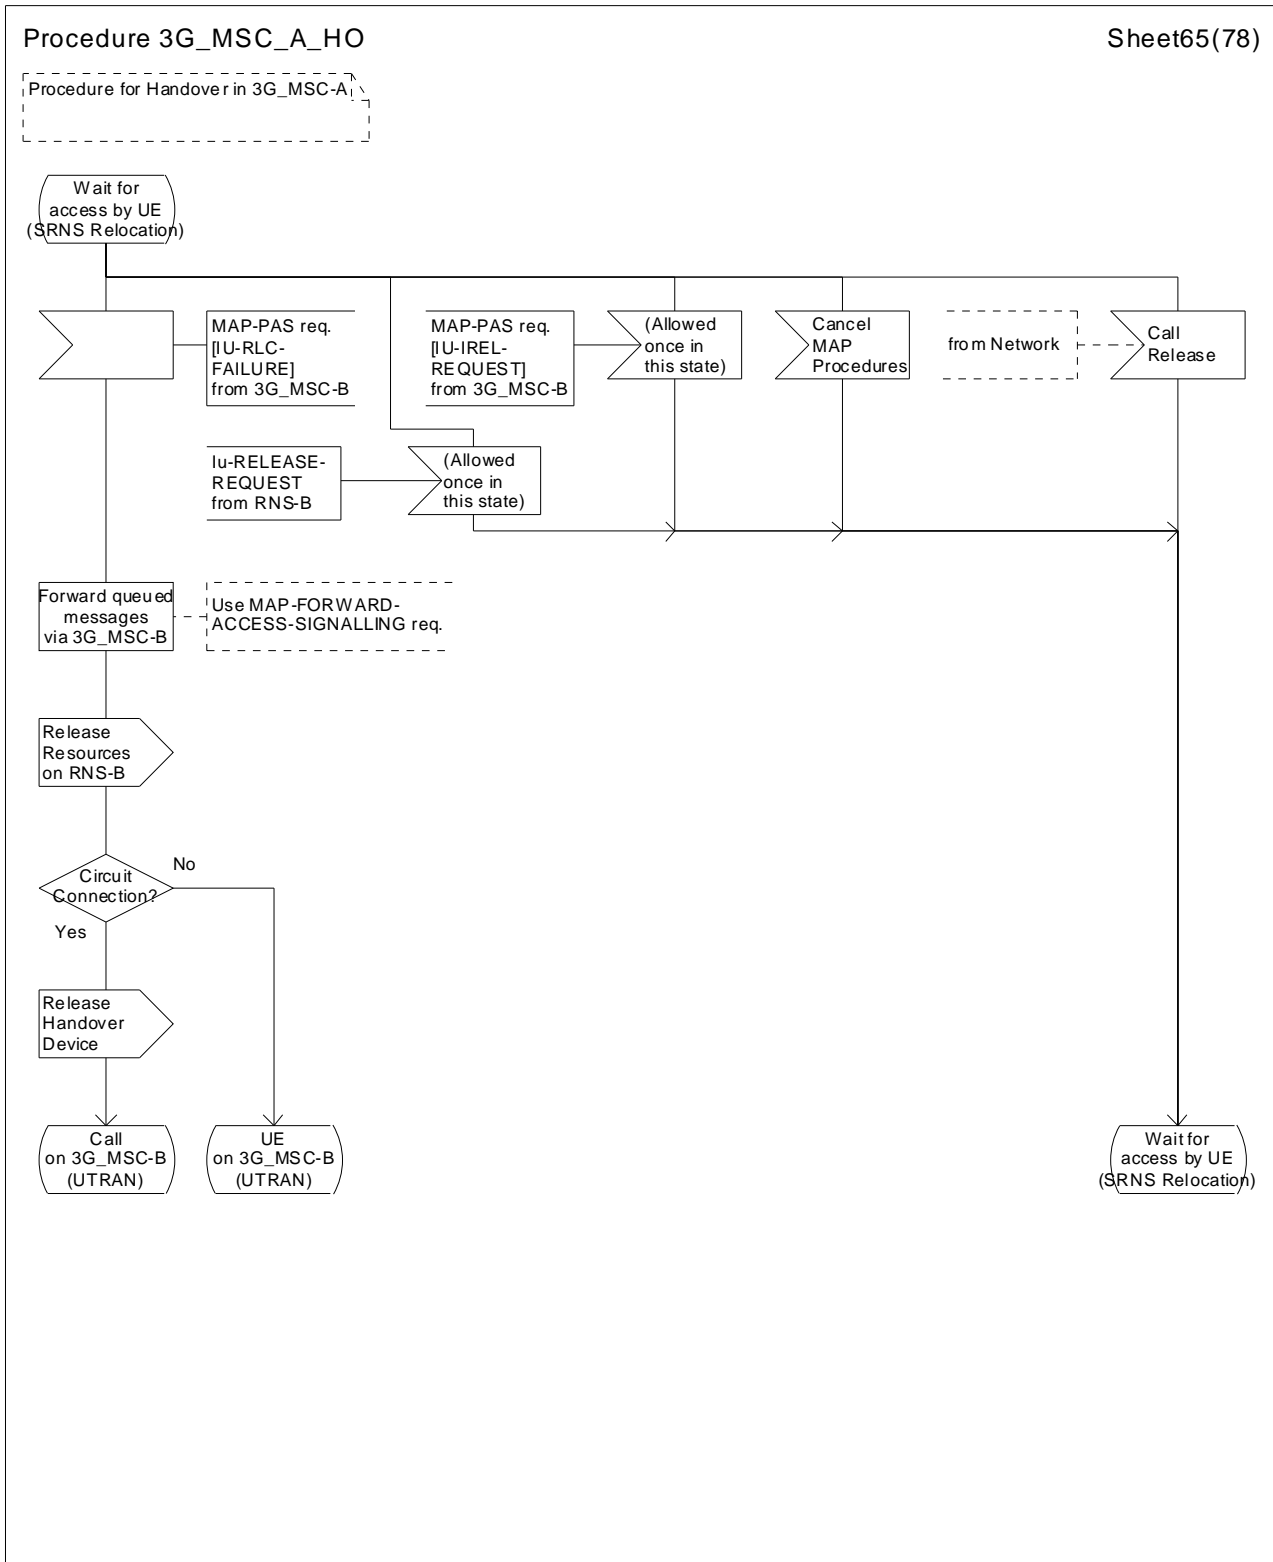 Procedure 3G_MSC_A_HO
Sheet65(78)
Procedure for Handover in 3G_MSC-A
Wait for
access by UE
(SRNS Relocation)
MAP-PAS req.
[IU-RLC-
FAILURE]
from 3G_MSC-B
MAP-PAS req.
[IU-IREL-
REQUEST]
from 3G_MSC-B
(Allowed
once in
this state)
Cancel
MAP
Procedures
from Network
Call
Release
Iu-RELEASE-
REQUEST
from RNS-B
(Allowed
once in
this state)
Forward queued
messages
via 3G_MSC-B
Use MAP-FORWARD-
ACCESS-SIGNALLING req.
Release
Resources
on RNS-B
Circuit
Connection?
No
Yes
Release
Handover
Device
Call
on 3G_MSC-B
(UTRAN)
UE
on 3G_MSC-B
(UTRAN)
Wait for
access by UE
(SRNS Relocation)